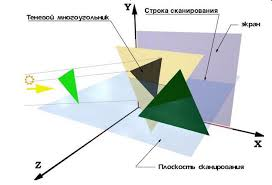 Y
Строка сканирования
Теневой многоугольник
экран
X
Z
Плоскость сканирования